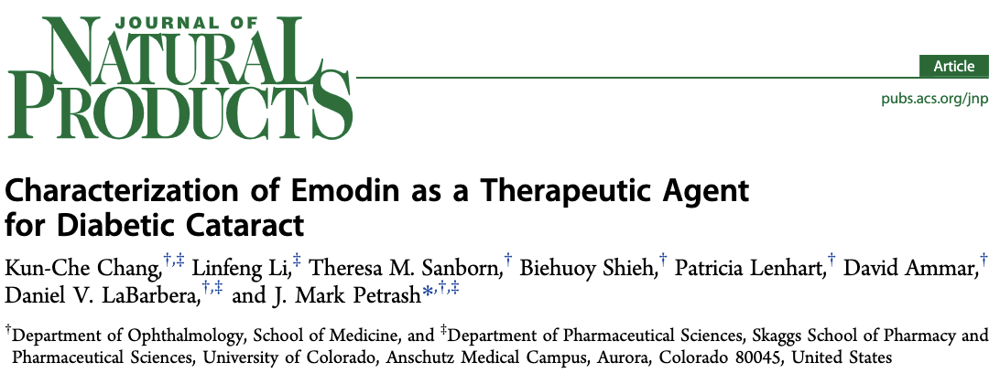 JOURNAL OF
NATURAL
PRODUCTS
Article
pubs.acs.org/jnp
Characterization of Emodin as a Therapeutic Agent
for Diabetic Cataract
Kun-Che Chang,†,‡ Linfeng Li,‡ Theresa M. Sanborn,† Biehuoy Shieh,† Patricia Lenhart,† David Ammar,†
Daniel V. LaBarbera,†,‡ and J. Mark Petrash*,†,‡
†Department of Ophthalmology, School of Medicine, and ‡Department of Pharmaceutical Sciences, Skaggs School of Pharmacy and
Pharmaceutical Sciences, University of Colorado, Anschutz Medical Campus, Aurora, Colorado 80045, United States